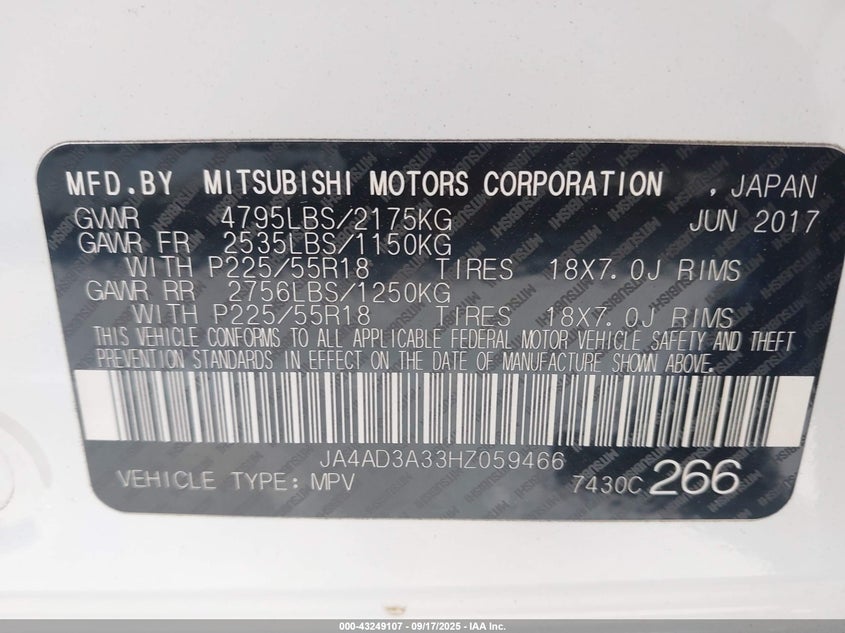 MFD.BY MITSUBISHI MOTORS CORPORATION , JAPAN
GWR 4795LBS/2175KG JUN 2017
GAWR FR 2535LBS/1150KG
WITH P225/55R18 TIRES 18X7.0J RIMS
GAWR RR 2756LBS/1250KG
WITH P225/55R18 TIRES 18X7.0J RIMS
THIS VEHICLE CONFORMS TO ALL APPLICABLE FEDERAL MOTOR VEHICLE SAFETY AND THEFT
PREVENTION STANDARDS IN EFFECT ON THE DATE OF MANUFACTURE SHOWN ABOVE.
JA4AD3A33HZ059466
VEHICLE TYPE: MPV 7430C 266
000-43249107 - 09/17/2025 - IAA Inc.